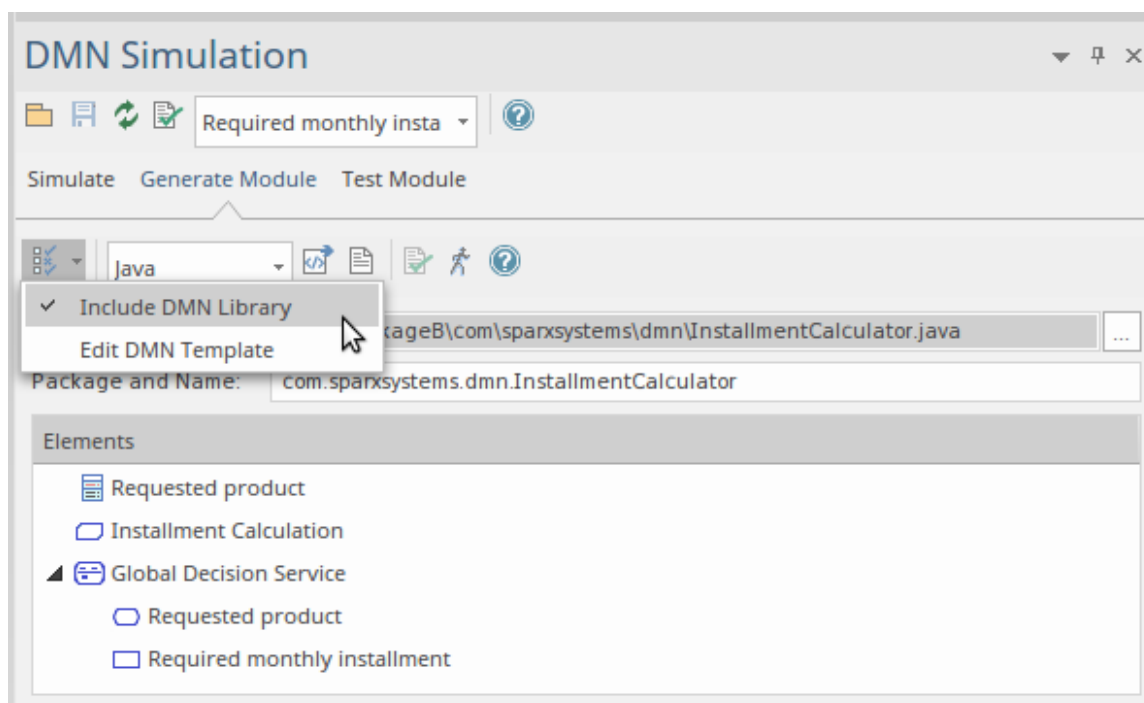 DMN Simulation
Required monthly insta
Simulate Generate Module Test Module
Java
Include DMN Library
kageB\com\sparxsystems\dmn\InstallmentCalculator.java
...
Edit DMN Template
Package and Name: com.sparxsystems.dmn.InstallmentCalculator
Elements
Requested product
Installment Calculation
Global Decision Service
Requested product
Required monthly installment